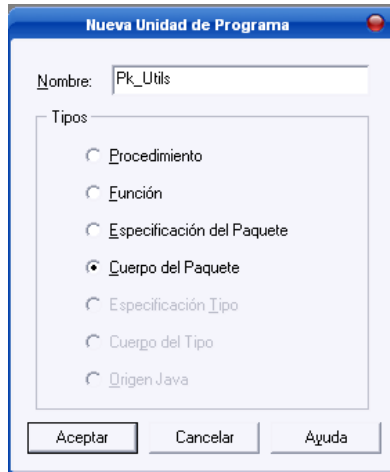 Nueva Unidad de Programa
Nombre: Pk_Utils
Tipos
Procedimiento
Función
Especificación del Paquete
Cuerpo del Paquete
Especificación Tipo
Cuerpo del Tipo
Origen Java
Aceptar Cancelar Ayuda